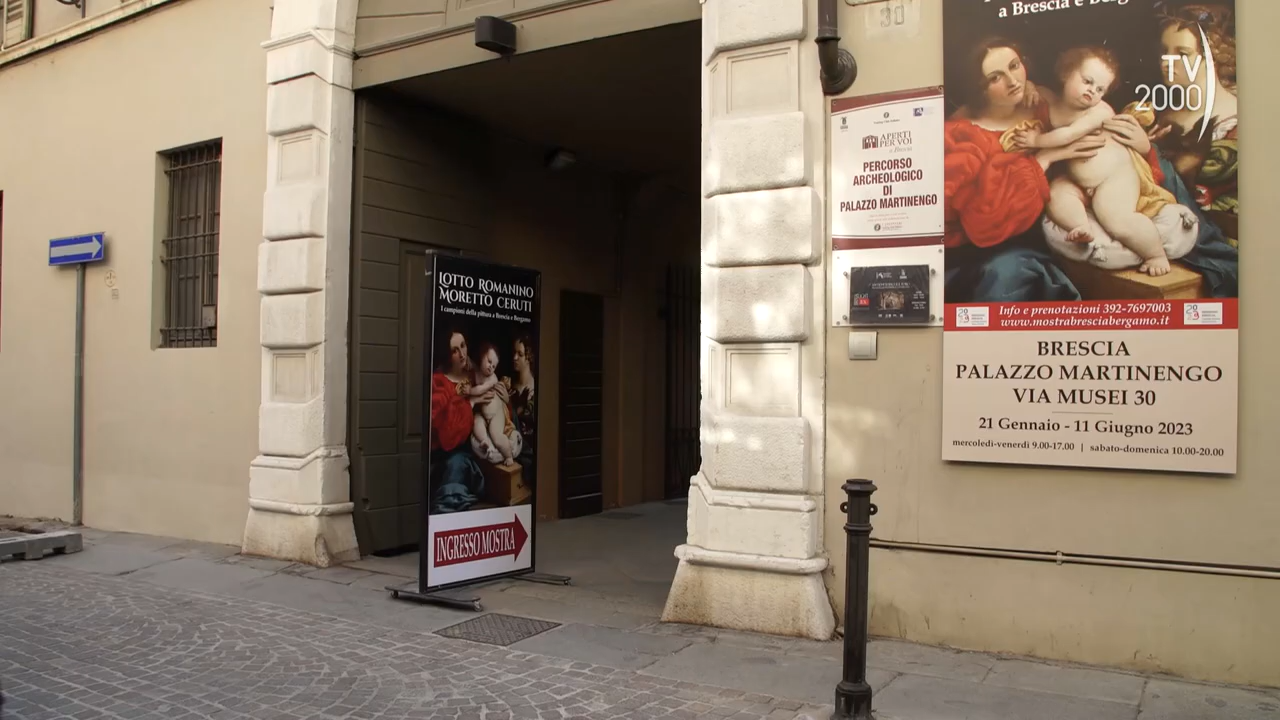 a Brescia e Berg
TV
2000
30
APERTI
PER VOI
a Brescia
PERCORSO
ARCHEOLOGICO
DI
PALAZZO MARTINENGO
LOTTO ROMANINO
MORETTO CERUTI
I campioni della pittura a Brescia e Bergamo
INGRESSO MOSTRA
Info e prenotazioni 392-7697003
www.mostrabresciabergamo.it
BRESCIA
PALAZZO MARTINENGO
VIA MUSEI 30
21 Gennaio - 11 Giugno 2023
mercoledì-venerdì 9.00-17.00 | sabato-domenica 10.00-20.00